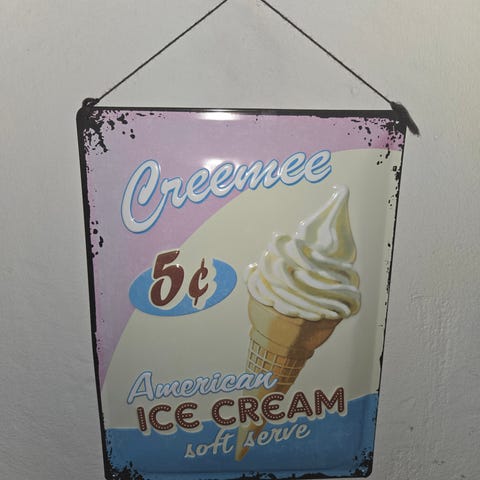 Creemee
5¢
American
ICE CREAM
soft serve